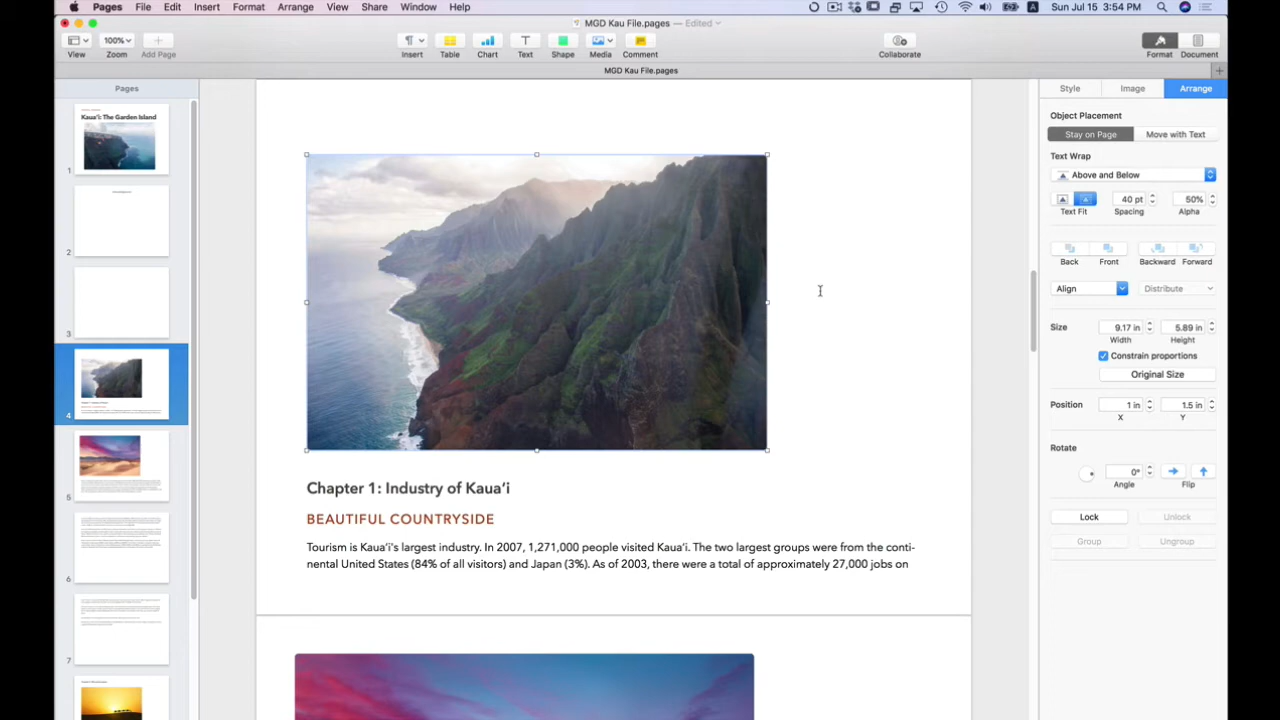 Pages File Edit Insert Format Arrange View Share Window Help
A Sun Jul 15 3:54 PM
MGD Kau File.pages — Edited
100%
View Zoom Add Page
Insert Table Chart Text Shape Media Comment
Collaborate
Format Document
MGD Kau File.pages
Pages
Kauaʻi: The Garden Island
1
2
3
4
5
6
7
Chapter 1: Industry of Kauaʻi
BEAUTIFUL COUNTRYSIDE
Tourism is Kauaʻi's largest industry. In 2007, 1,271,000 people visited Kauaʻi. The two largest groups were from the conti-
nental United States (84% of all visitors) and Japan (3%). As of 2003, there were a total of approximately 27,000 jobs on
Style Image Arrange
Object Placement
Stay on Page Move with Text
Text Wrap
Above and Below
40 pt 50%
Text Fit Spacing Alpha
Back Front Backward Forward
Align Distribute
Size 9.17 in 5.89 in
Width Height
Constrain proportions
Original Size
Position 1 in 1.5 in
X Y
Rotate
0°
Angle Flip
Lock Unlock
Group Ungroup